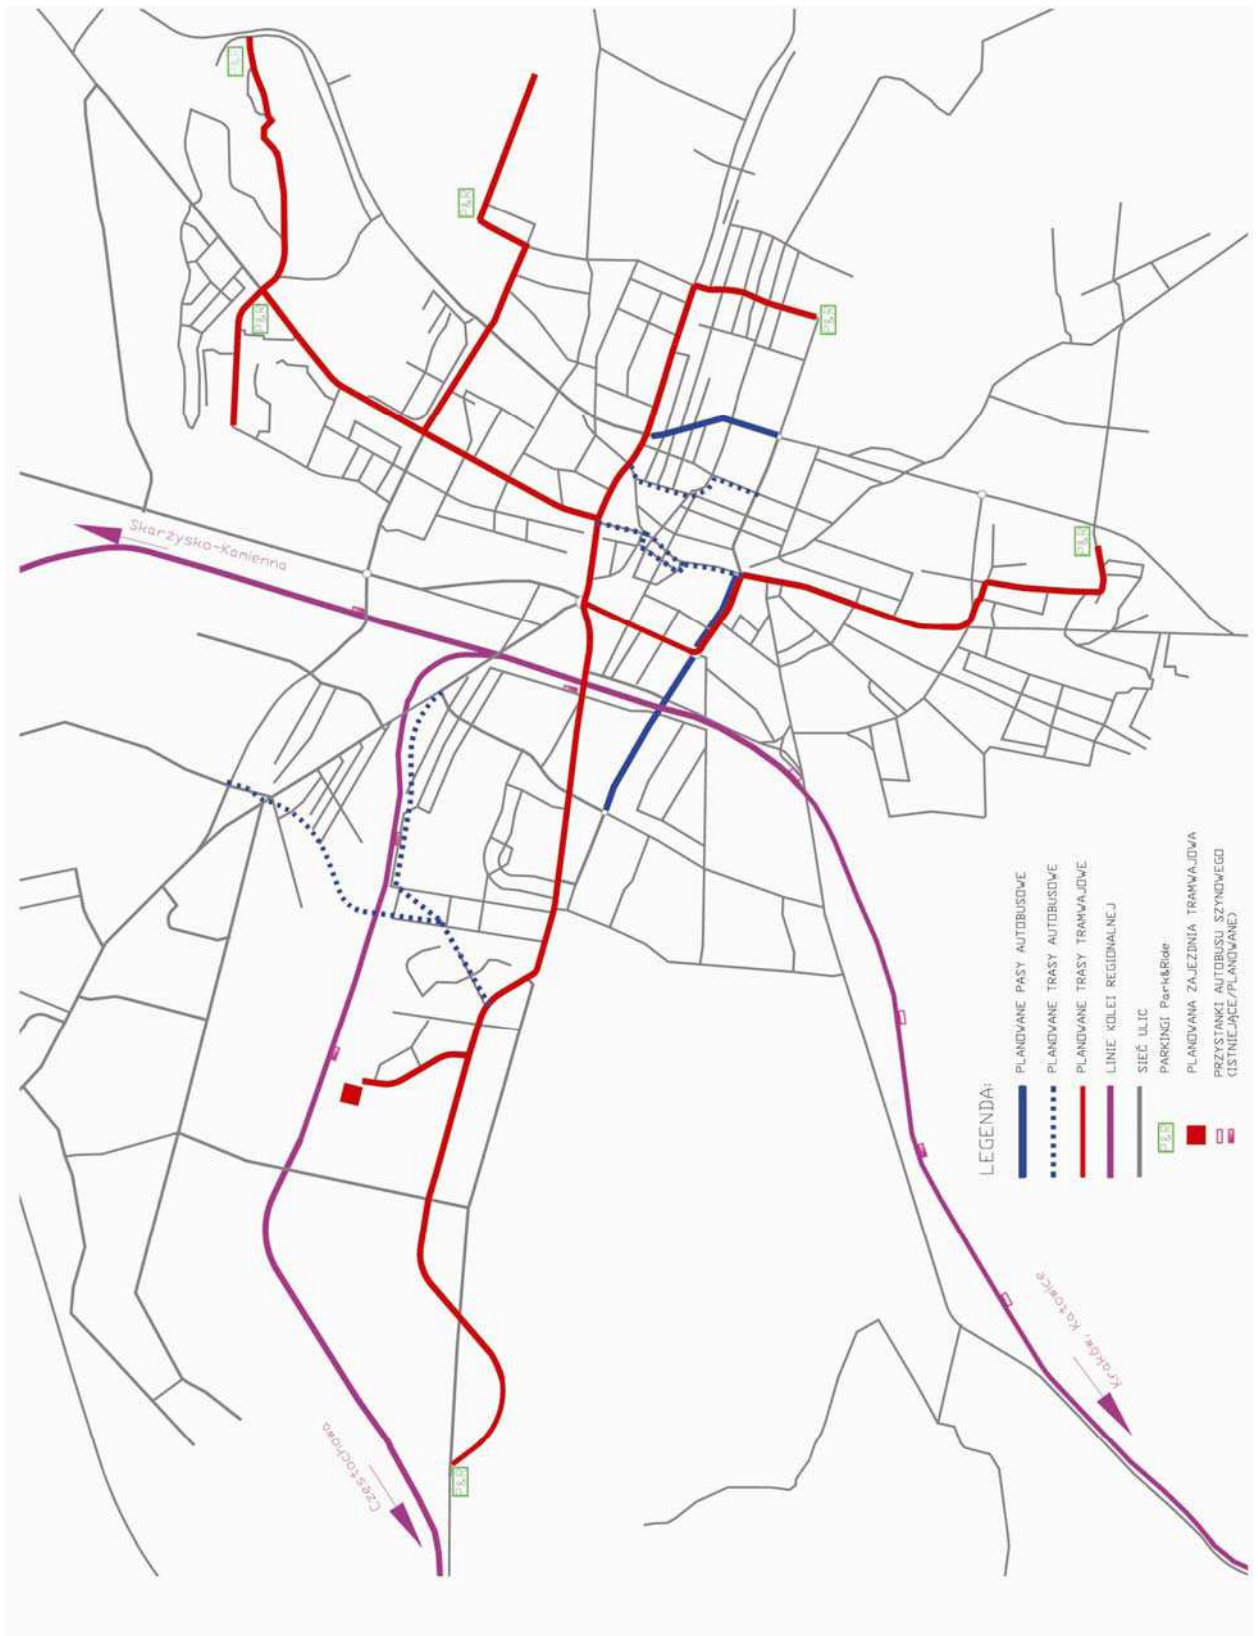 P&R
P&R
P&R
P&R
P&R
P&R
Skarżysko-Kamienna
Częstochowa
Kraków, Katowice
LEGENDA:
PLANOWANE PASY AUTOBUSOWE
PLANOWANE TRASY AUTOBUSOWE
PLANOWANE TRASY TRAMWAJOWE
LINIE KOLEI REGIONALNEJ
SIEĆ ULIC
P&R PARKINGI Park&Ride
PLANOWANA ZAJEZDNIA TRAMWAJOWA
PRZYSTANKI AUTOBUSU SZYNOWEGO
(ISTNIEJĄCE/PLANOWANE)